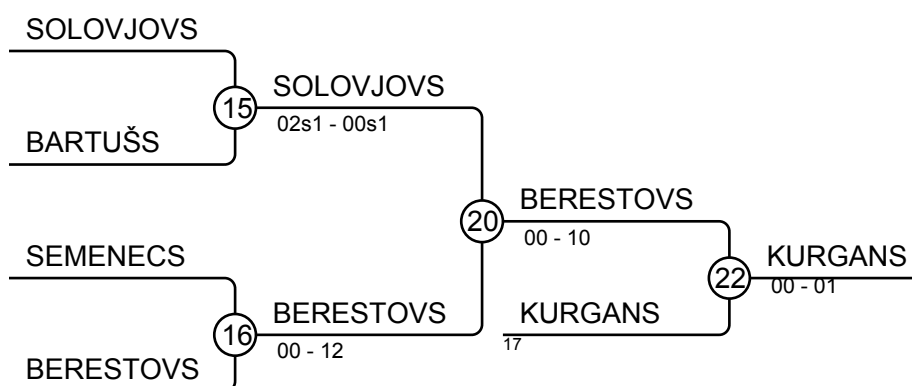 SOLOVJOVS
15
SOLOVJOVS
02s1 - 00s1
BARTUŠS
20
BERESTOVS
00 - 10
SEMENECS
22
KURGANS
00 - 01
16
BERESTOVS
00 - 12
KURGANS
17
BERESTOVS